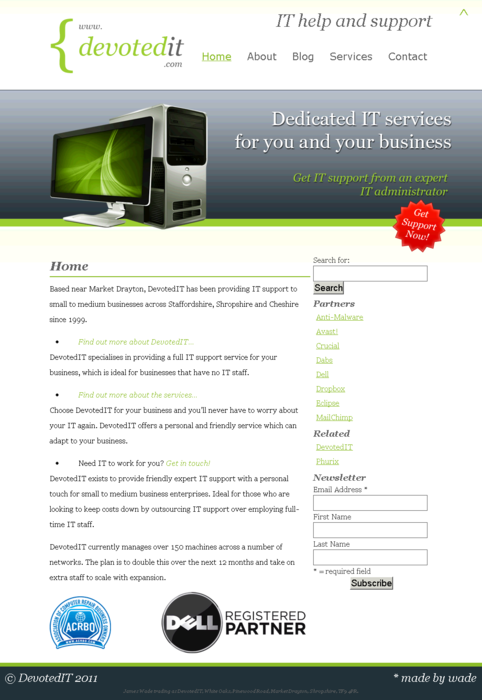 www.
devotedit
.com
IT help and support
Home About Blog Services Contact
Dedicated IT services
for you and your business
Get IT support from an expert
IT administrator
Get
Support
Now!
Home
Based near Market Drayton, DevotedIT has been providing IT support to
small to medium businesses across Staffordshire, Shropshire and Cheshire
since 1999.
Find out more about DevotedIT...
DevotedIT specialises in providing a full IT support service for your
business, which is ideal for businesses that have no IT staff.
Find out more about the services...
Choose DevotedIT for your business and you'll never have to worry about
your IT again. DevotedIT offers a personal and friendly service which can
adapt to your business.
Need IT to work for you? Get in touch!
DevotedIT exists to provide friendly expert IT support with a personal
touch for small to medium business enterprises. Ideal for those who are
looking to keep costs down by outsourcing IT support over employing full-
time IT staff.
DevotedIT currently manages over 150 machines across a number of
networks. The plan is to double this over the next 12 months and take on
extra staff to scale with expansion.
ACRBO
DELL REGISTERED
PARTNER
Search for:
Search
Partners
Anti-Malware
Avast!
Crucial
Dabs
Dell
Dropbox
Eclipse
MailChimp
Related
DevotedIT
Phurix
Newsletter
Email Address *
First Name
Last Name
* = required field
Subscribe
© DevotedIT 2011
* made by wade